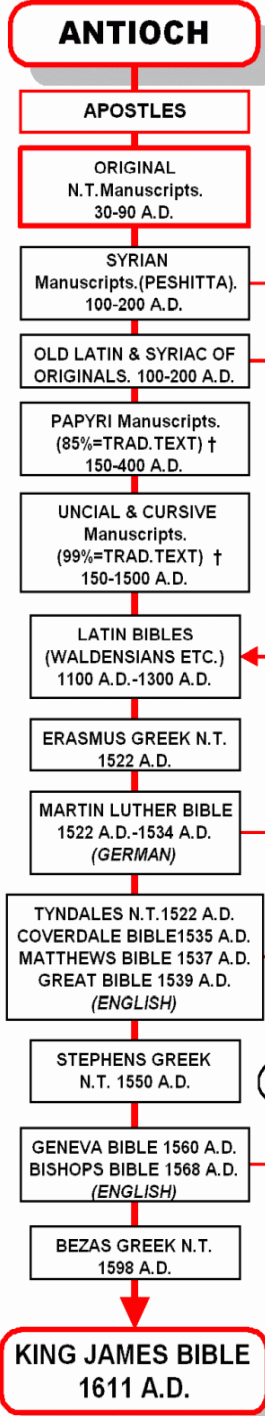 ANTIOCH
APOSTLES
ORIGINAL
N.T.Manuscripts.
30-90 A.D.
SYRIAN
Manuscripts.(PESHITTA).
100-200 A.D.
OLD LATIN & SYRIAC OF
ORIGINALS. 100-200 A.D.
PAPYRI Manuscripts.
(85%=TRAD.TEXT) †
150-400 A.D.
UNCIAL & CURSIVE
Manuscripts.
(99%=TRAD.TEXT) †
150-1500 A.D.
LATIN BIBLES
(WALDENSIANS ETC.)
1100 A.D.-1300 A.D.
ERASMUS GREEK N.T.
1522 A.D.
MARTIN LUTHER BIBLE
1522 A.D.-1534 A.D.
(GERMAN)
TYNDALES N.T.1522 A.D.
COVERDALE BIBLE1535 A.D.
MATTHEWS BIBLE 1537 A.D.
GREAT BIBLE 1539 A.D.
(ENGLISH)
STEPHENS GREEK
N.T. 1550 A.D.
GENEVA BIBLE 1560 A.D.
BISHOPS BIBLE 1568 A.D.
(ENGLISH)
BEZAS GREEK N.T.
1598 A.D.
KING JAMES BIBLE
1611 A.D.